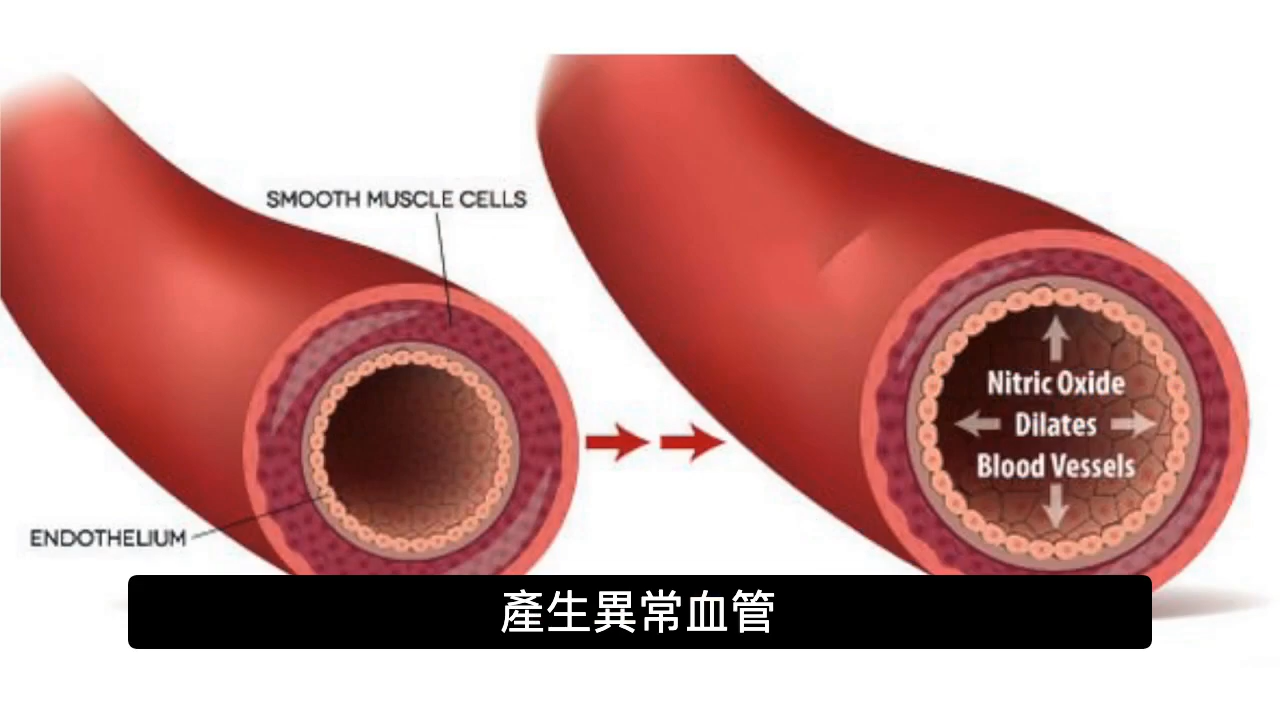 SMOOTH MUSCLE CELLS
ENDOTHELIUM
Nitric Oxide
Dilates
Blood Vessels
產生異常血管